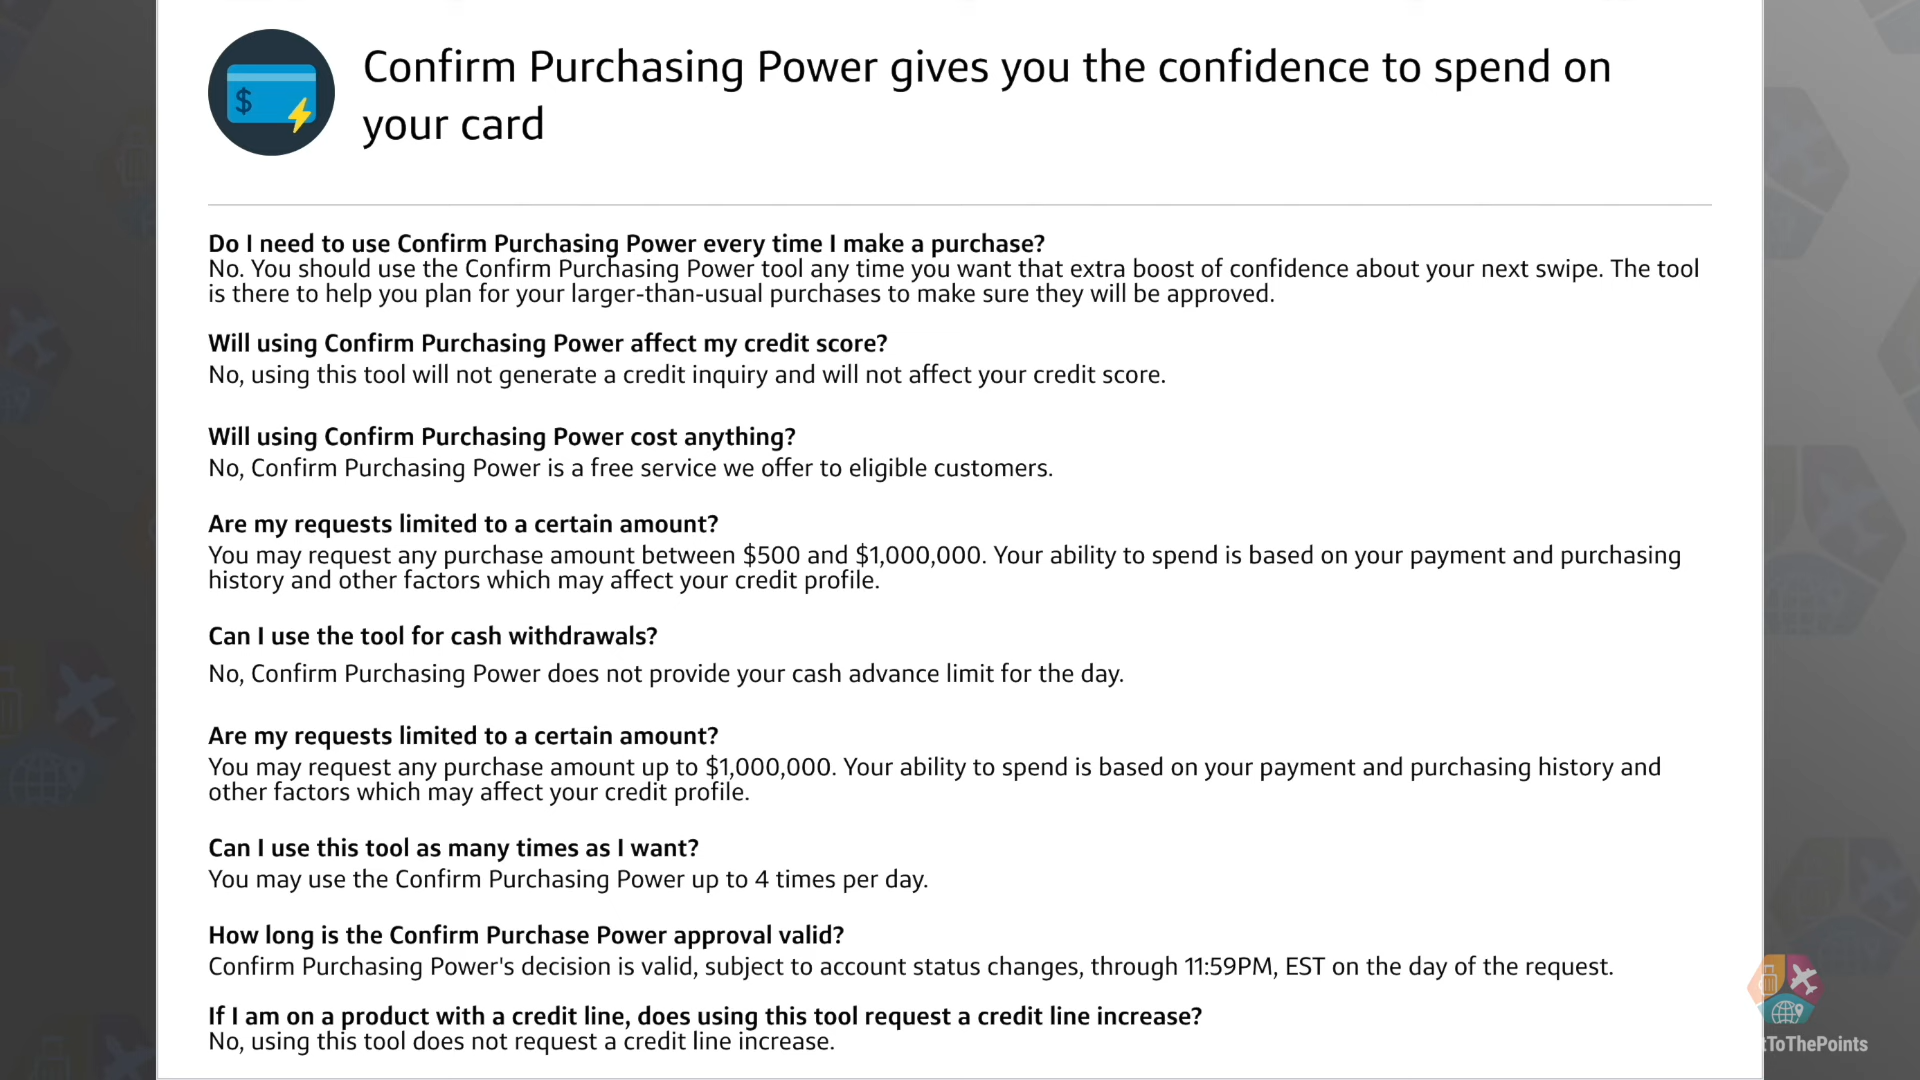 Confirm Purchasing Power gives you the confidence to spend on
your card
$
Do I need to use Confirm Purchasing Power every time I make a purchase?
No. You should use the Confirm Purchasing Power tool any time you want that extra boost of confidence about your next swipe. The tool
is there to help you plan for your larger-than-usual purchases to make sure they will be approved.
Will using Confirm Purchasing Power affect my credit score?
No, using this tool will not generate a credit inquiry and will not affect your credit score.
Will using Confirm Purchasing Power cost anything?
No, Confirm Purchasing Power is a free service we offer to eligible customers.
Are my requests limited to a certain amount?
You may request any purchase amount between $500 and $1,000,000. Your ability to spend is based on your payment and purchasing
history and other factors which may affect your credit profile.
Can I use the tool for cash withdrawals?
No, Confirm Purchasing Power does not provide your cash advance limit for the day.
Are my requests limited to a certain amount?
You may request any purchase amount up to $1,000,000. Your ability to spend is based on your payment and purchasing history and
other factors which may affect your credit profile.
Can I use this tool as many times as I want?
You may use the Confirm Purchasing Power up to 4 times per day.
How long is the Confirm Purchase Power approval valid?
Confirm Purchasing Power's decision is valid, subject to account status changes, through 11:59PM, EST on the day of the request.
If I am on a product with a credit line, does using this tool request a credit line increase?
No, using this tool does not request a credit line increase.
tToThePoints